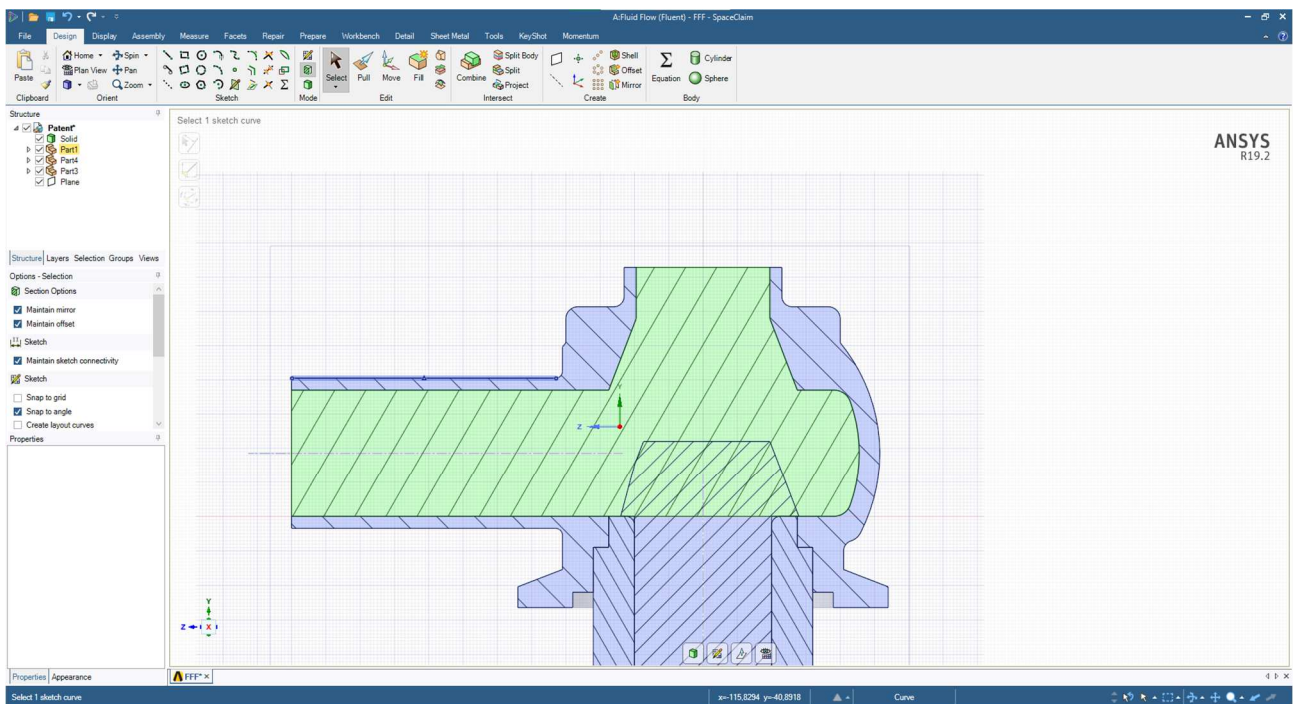 A:Fluid Flow (Fluent) - FFF - SpaceClaim
File Design Display Assembly Measure Facets Repair Prepare Workbench Detail Sheet Metal Tools KeyShot Momentum
Home Spin Split Body Shell Cylinder
Paste Plan View Pan Select Pull Move Fill Combine Split Offset Equation Sphere
Zoom Project Mirror
Clipboard Orient Sketch Mode Edit Intersect Create Body
Structure
Patent*
Solid
Part1
Part4
Part3
Plane
Structure Layers Selection Groups Views
Options - Selection
Section Options
Maintain mirror
Maintain offset
Sketch
Maintain sketch connectivity
Sketch
Snap to grid
Snap to angle
Create layout curves
Properties
Properties Appearance
Select 1 sketch curve
ANSYS
R19.2
Y
Z
Y
Z X
FFF*
Select 1 sketch curve x=-115,8294 y=-40,8918 Curve